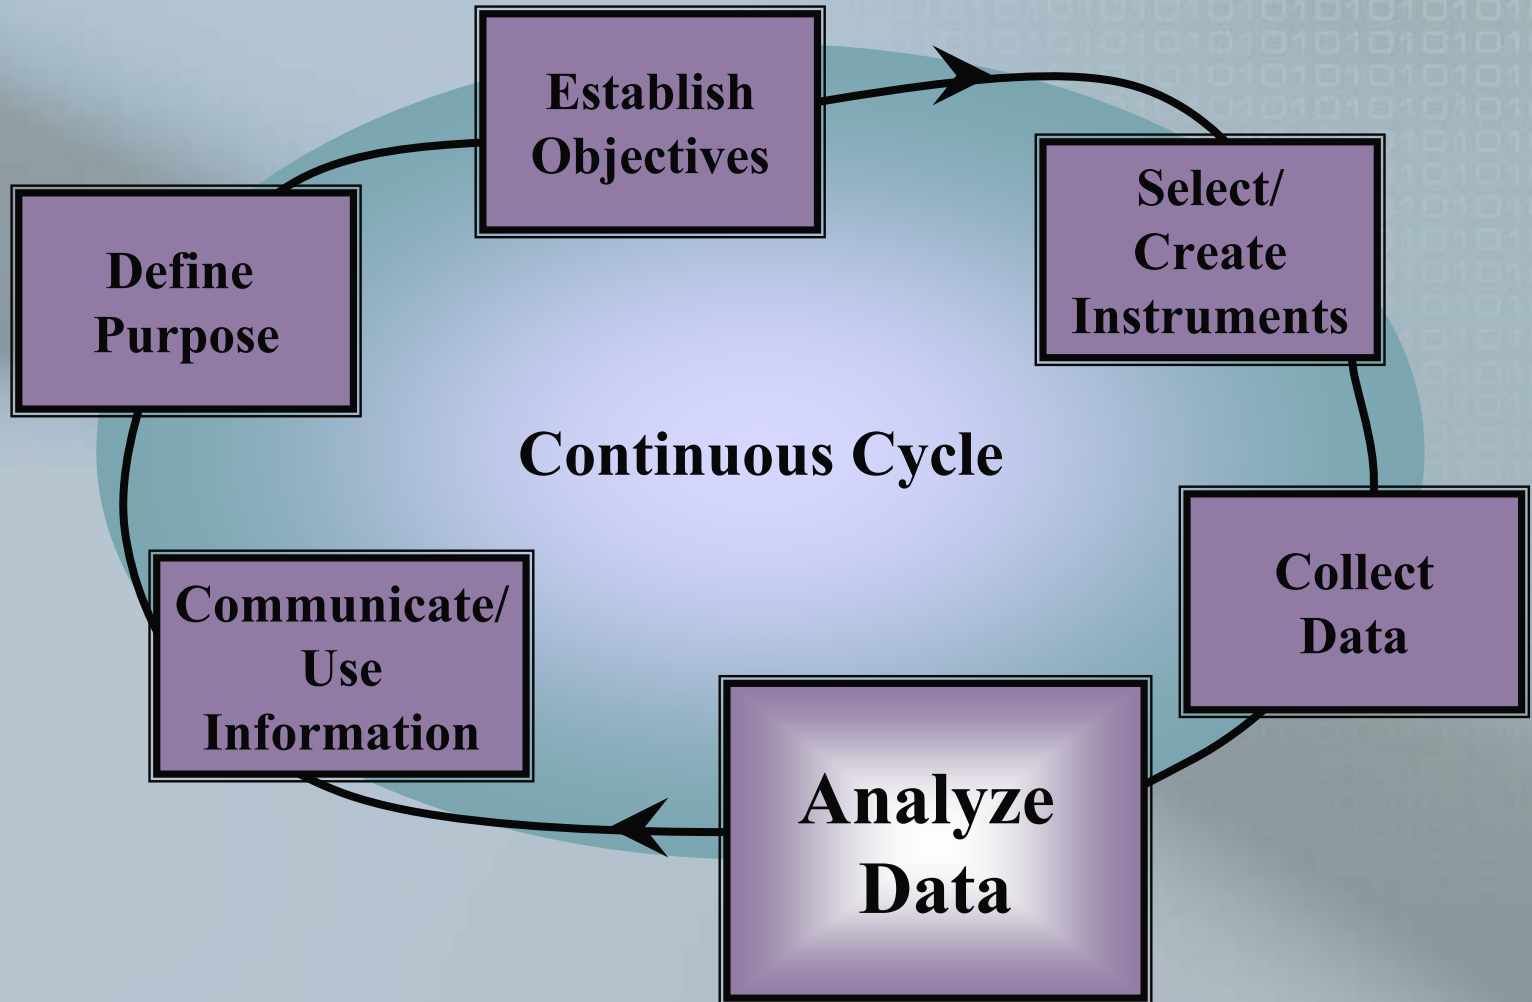 Establish
Objectives
Select/
Create
Instruments
Define
Purpose
Continuous Cycle
Collect
Data
Communicate/
Use
Information
Analyze
Data